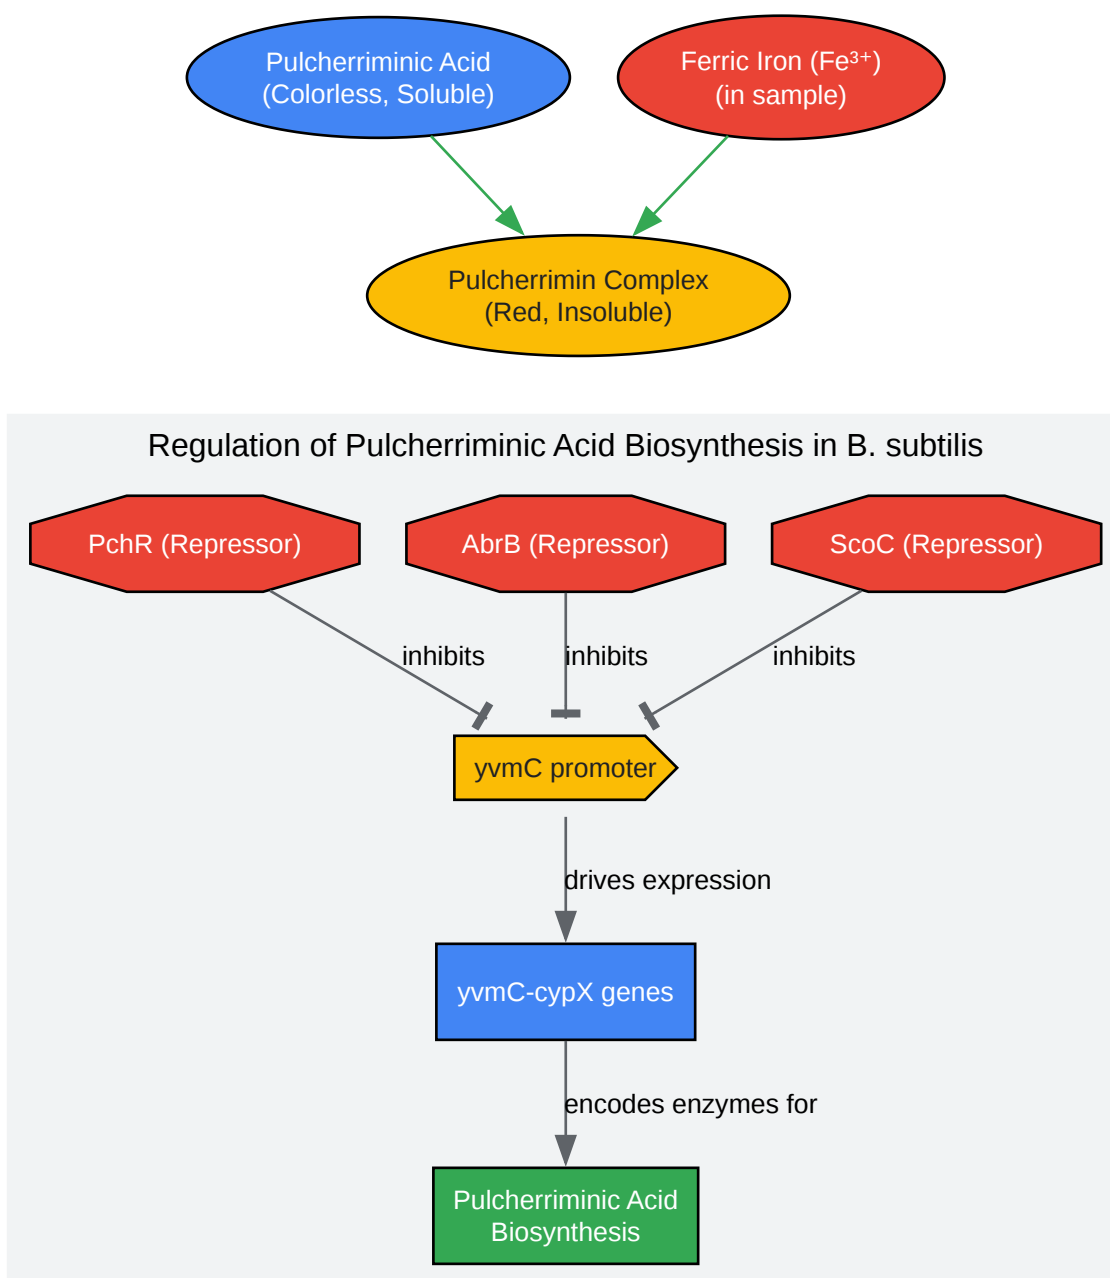 Pulcherriminic Acid
(Colorless, Soluble)
Ferric Iron (Fe³⁺)
(in sample)
Pulcherrimin Complex
(Red, Insoluble)
Regulation of Pulcherriminic Acid Biosynthesis in B. subtilis
PchR (Repressor)
AbrB (Repressor)
ScoC (Repressor)
inhibits
inhibits
inhibits
yvmC promoter
drives expression
yvmC-cypX genes
encodes enzymes for
Pulcherriminic Acid
Biosynthesis